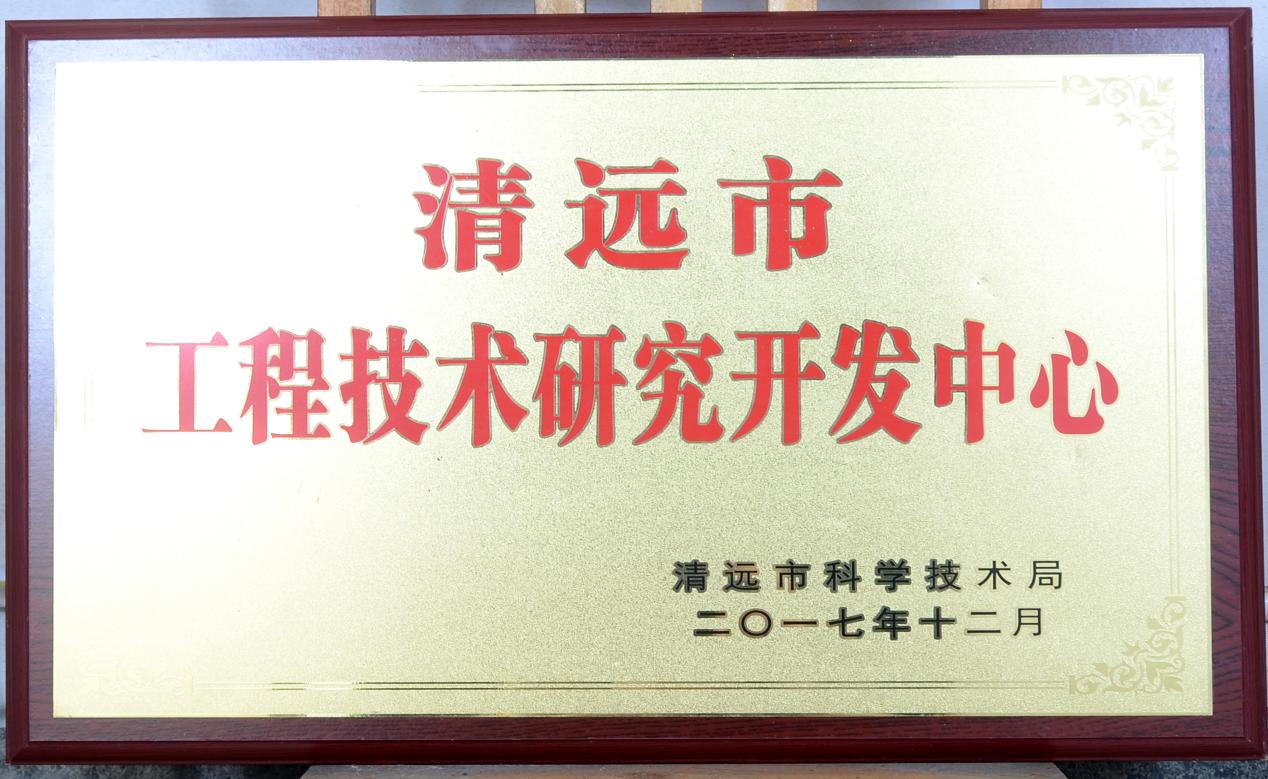 清远市
工程技术研究开发中心
清远市科学技术局
二〇一七年十二月